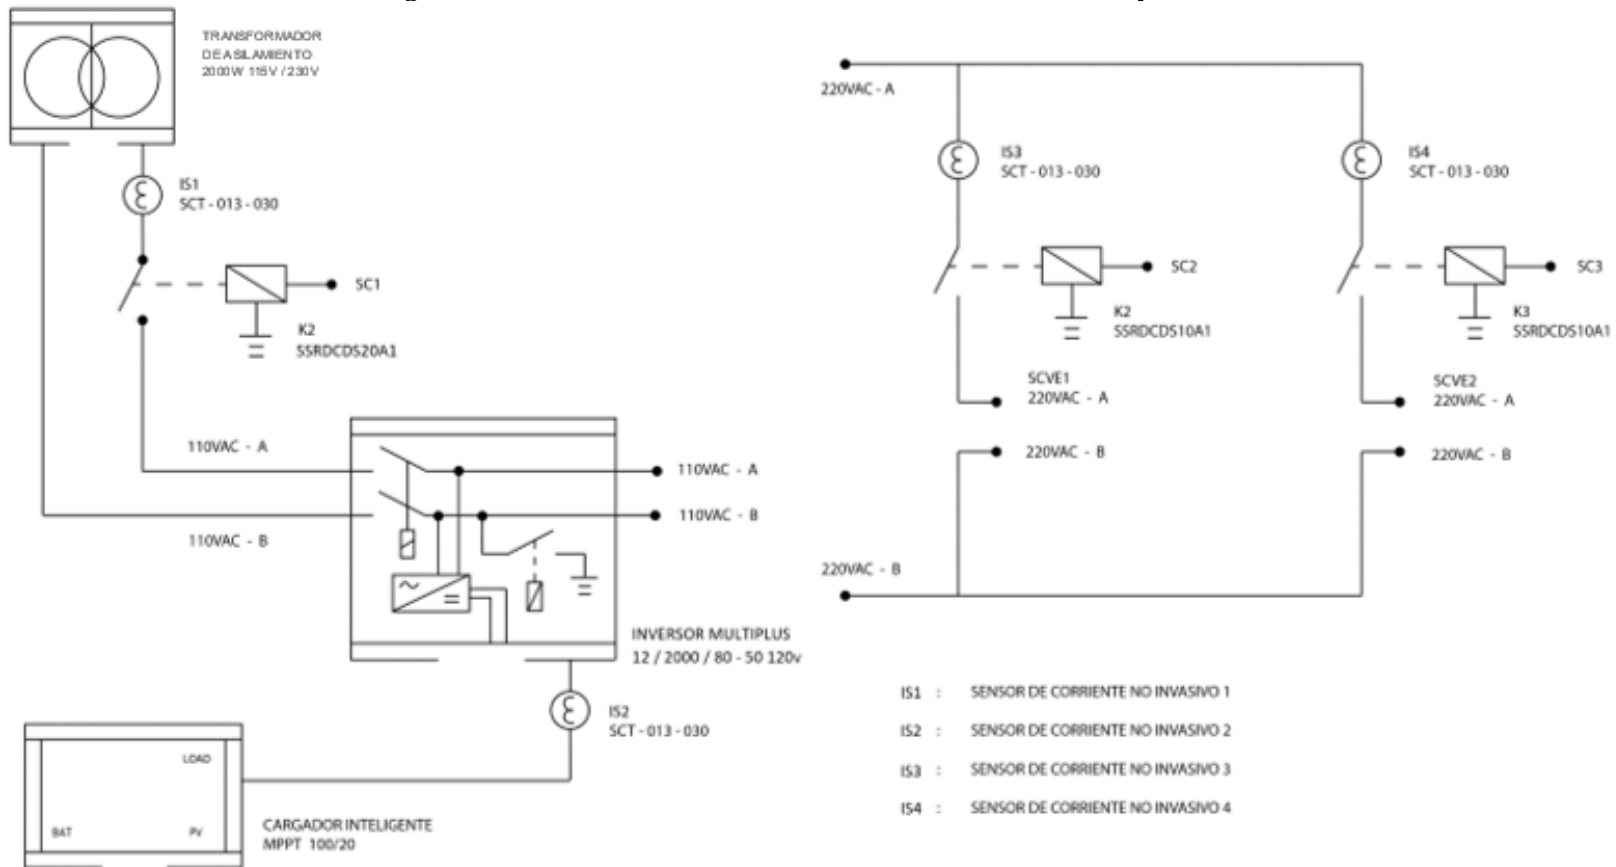 TRANSFORMADOR
DE ASILAMIENTO
2000W 115V / 230V
IS1
SCT - 013 - 030
SC1
K2
SSRDCDS20A1
110VAC - A
110VAC - B
110VAC - A
110VAC - B
INVERSOR MULTIPLUS
12 / 2000 / 80 - 50 120v
IS2
SCT - 013 - 030
LOAD
BAT
PV
CARGADOR INTELIGENTE
MPPT 100/20
220VAC - A
IS3
SCT - 013 - 030
SC2
K2
SSRDCDS10A1
SCVE1
220VAC - A
220VAC - B
IS4
SCT - 013 - 030
SC3
K3
SSRDCDS10A1
SCVE2
220VAC - A
220VAC - B
220VAC - B
IS1 : SENSOR DE CORRIENTE NO INVASIVO 1
IS2 : SENSOR DE CORRIENTE NO INVASIVO 2
IS3 : SENSOR DE CORRIENTE NO INVASIVO 3
IS4 : SENSOR DE CORRIENTE NO INVASIVO 4